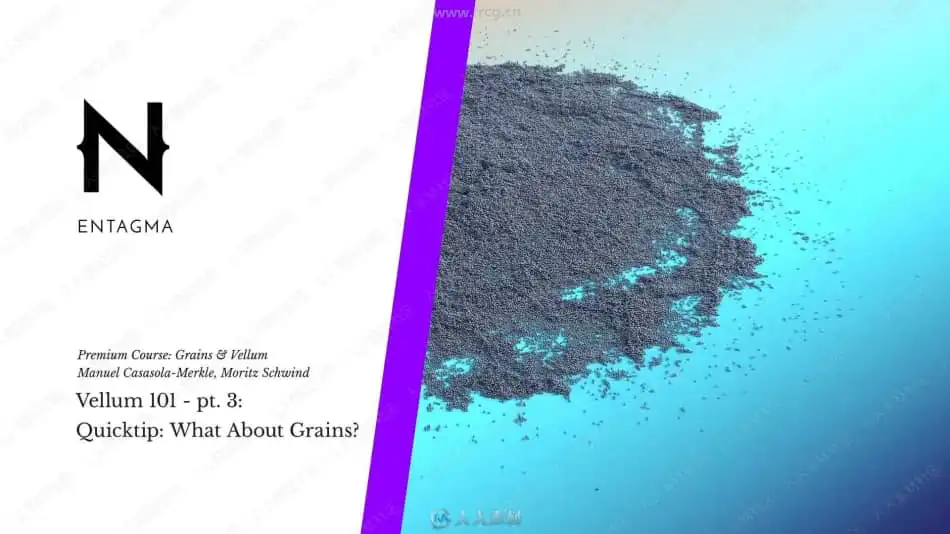 www.rrcg.cn
N
ENTAGMA
Premium Course: Grains & Vellum
Manuel Casasola-Merkle, Moritz Schwind
Vellum 101 - pt. 3:
Quicktip: What About Grains?
人人素材